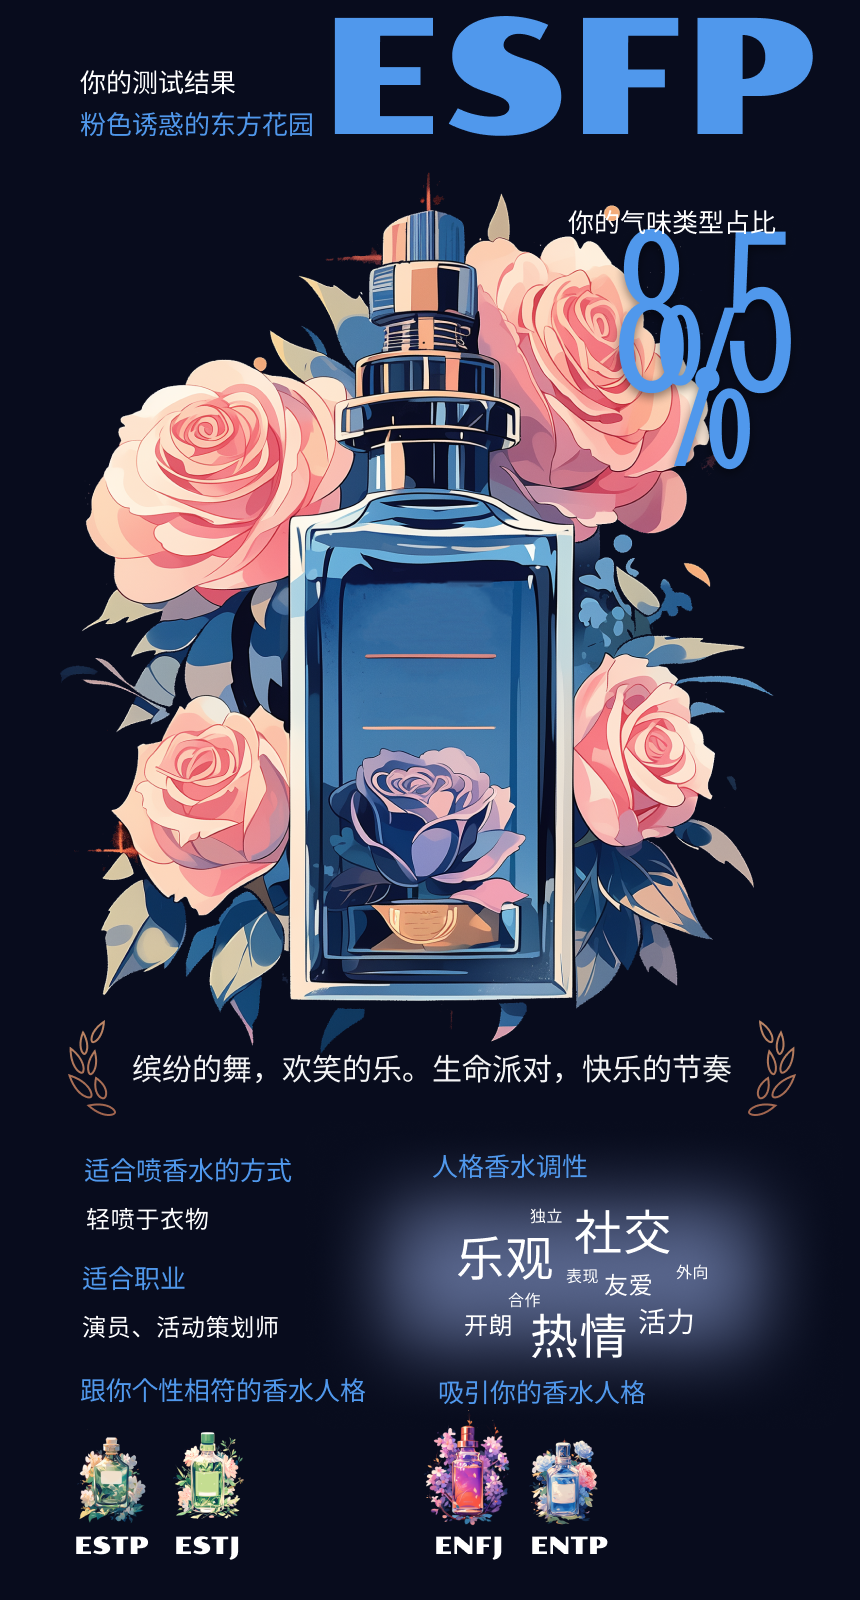 ESFP
你的测试结果
粉色诱惑的东方花园
你的气味类型占比
8.5
%
缤纷的舞，欢笑的乐。生命派对，快乐的节奏
适合喷香水的方式
轻喷于衣物
适合职业
演员、活动策划师
人格香水调性
独立
社交
乐观
表现
友爱
外向
合作
开朗
热情
活力
跟你个性相符的香水人格
吸引你的香水人格
ESTP
ESTJ
ENFJ
ENTP